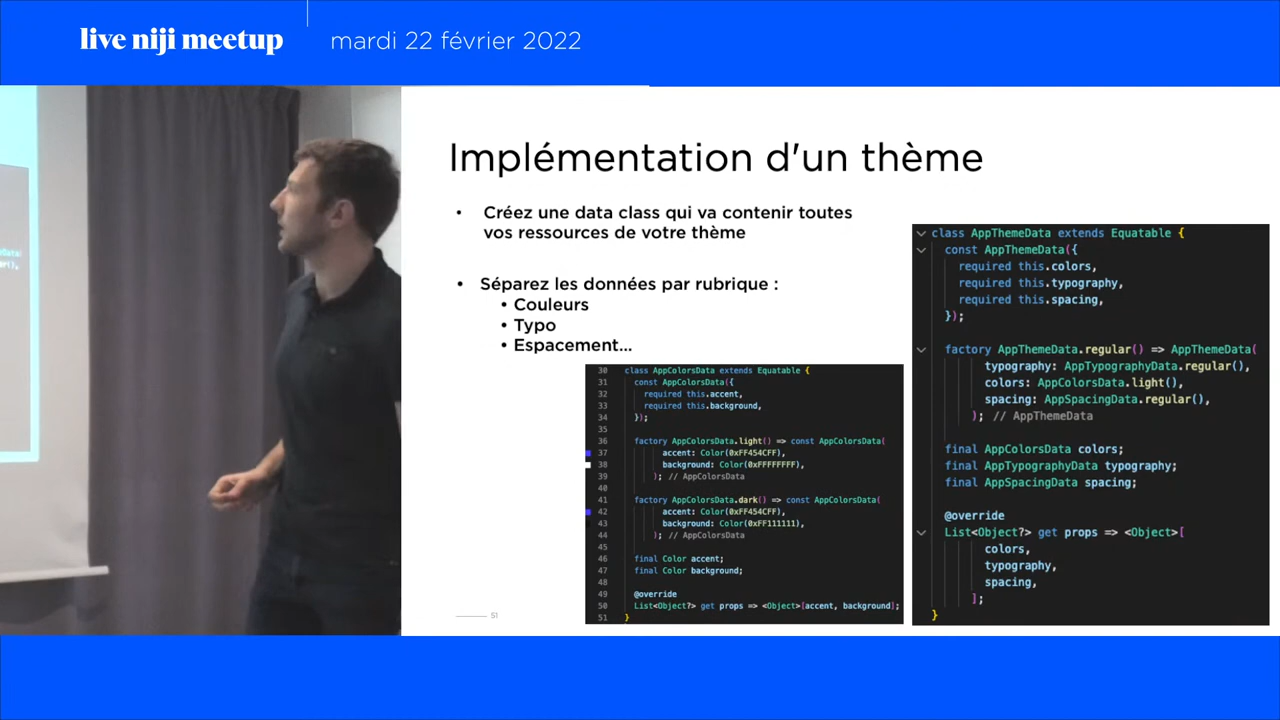 live niji meetup
mardi 22 février 2022
Implémentation d'un thème
• Créez une data class qui va contenir toutes
vos ressources de votre thème
• Séparez les données par rubrique :
• Couleurs
• Typo
• Espacement...
30 class AppColorsData extends Equatable {
31 const AppColorsData({
32 required this.accent,
33 required this.background,
34 });
35
36 factory AppColorsData.light() => const AppColorsData(
37 accent: Color(0xFF454CFF),
38 background: Color(0xFFFFFFFF),
39 ); // AppColorsData
40
41 factory AppColorsData.dark() => const AppColorsData(
42 accent: Color(0xFF454CFF),
43 background: Color(0xFF111111),
44 ); // AppColorsData
45
46 final Color accent;
47 final Color background;
48
49 @override
50 List<Object?> get props => <Object>[accent, background];
51 }
class AppThemeData extends Equatable {
const AppThemeData({
required this.colors,
required this.typography,
required this.spacing,
});
factory AppThemeData.regular() => AppThemeData(
typography: AppTypographyData.regular(),
colors: AppColorsData.light(),
spacing: AppSpacingData.regular(),
); // AppThemeData
final AppColorsData colors;
final AppTypographyData typography;
final AppSpacingData spacing;
@override
List<Object?> get props => <Object>[
colors,
typography,
spacing,
];
}
51